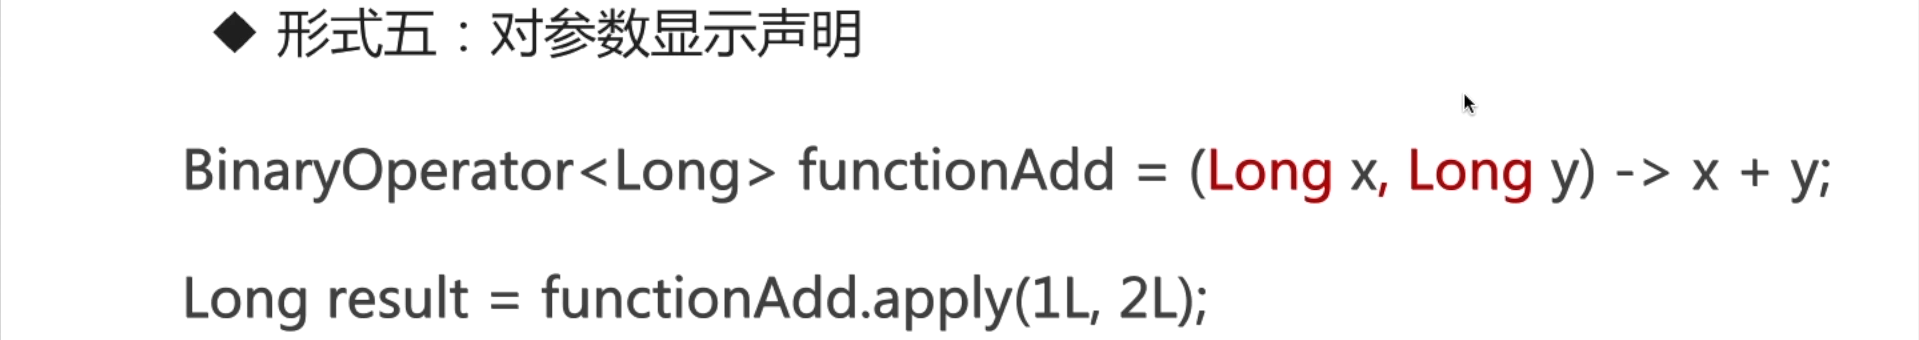 ◆ 形式五：对参数显示声明
BinaryOperator<Long> functionAdd = (Long x, Long y) -> x + y;
Long result = functionAdd.apply(1L, 2L);